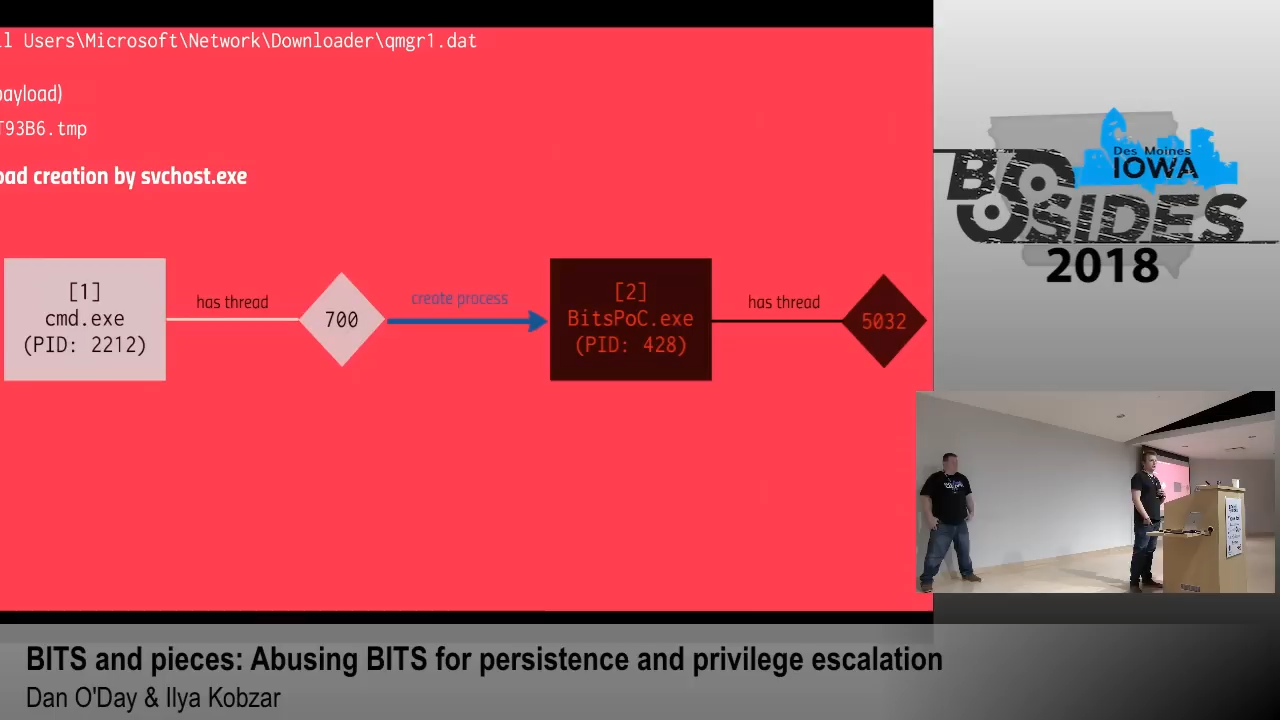 ll Users\Microsoft\Network\Downloader\qmgr1.dat
payload)
T93B6.tmp
oad creation by svchost.exe
[1]
cmd.exe
(PID: 2212)
has thread
700
create process
[2]
BitsPoC.exe
(PID: 428)
has thread
5032
Des Moines
IOWA
BSIDES
2018
BITS and pieces: Abusing BITS for persistence and privilege escalation
Dan O'Day & Ilya Kobzar